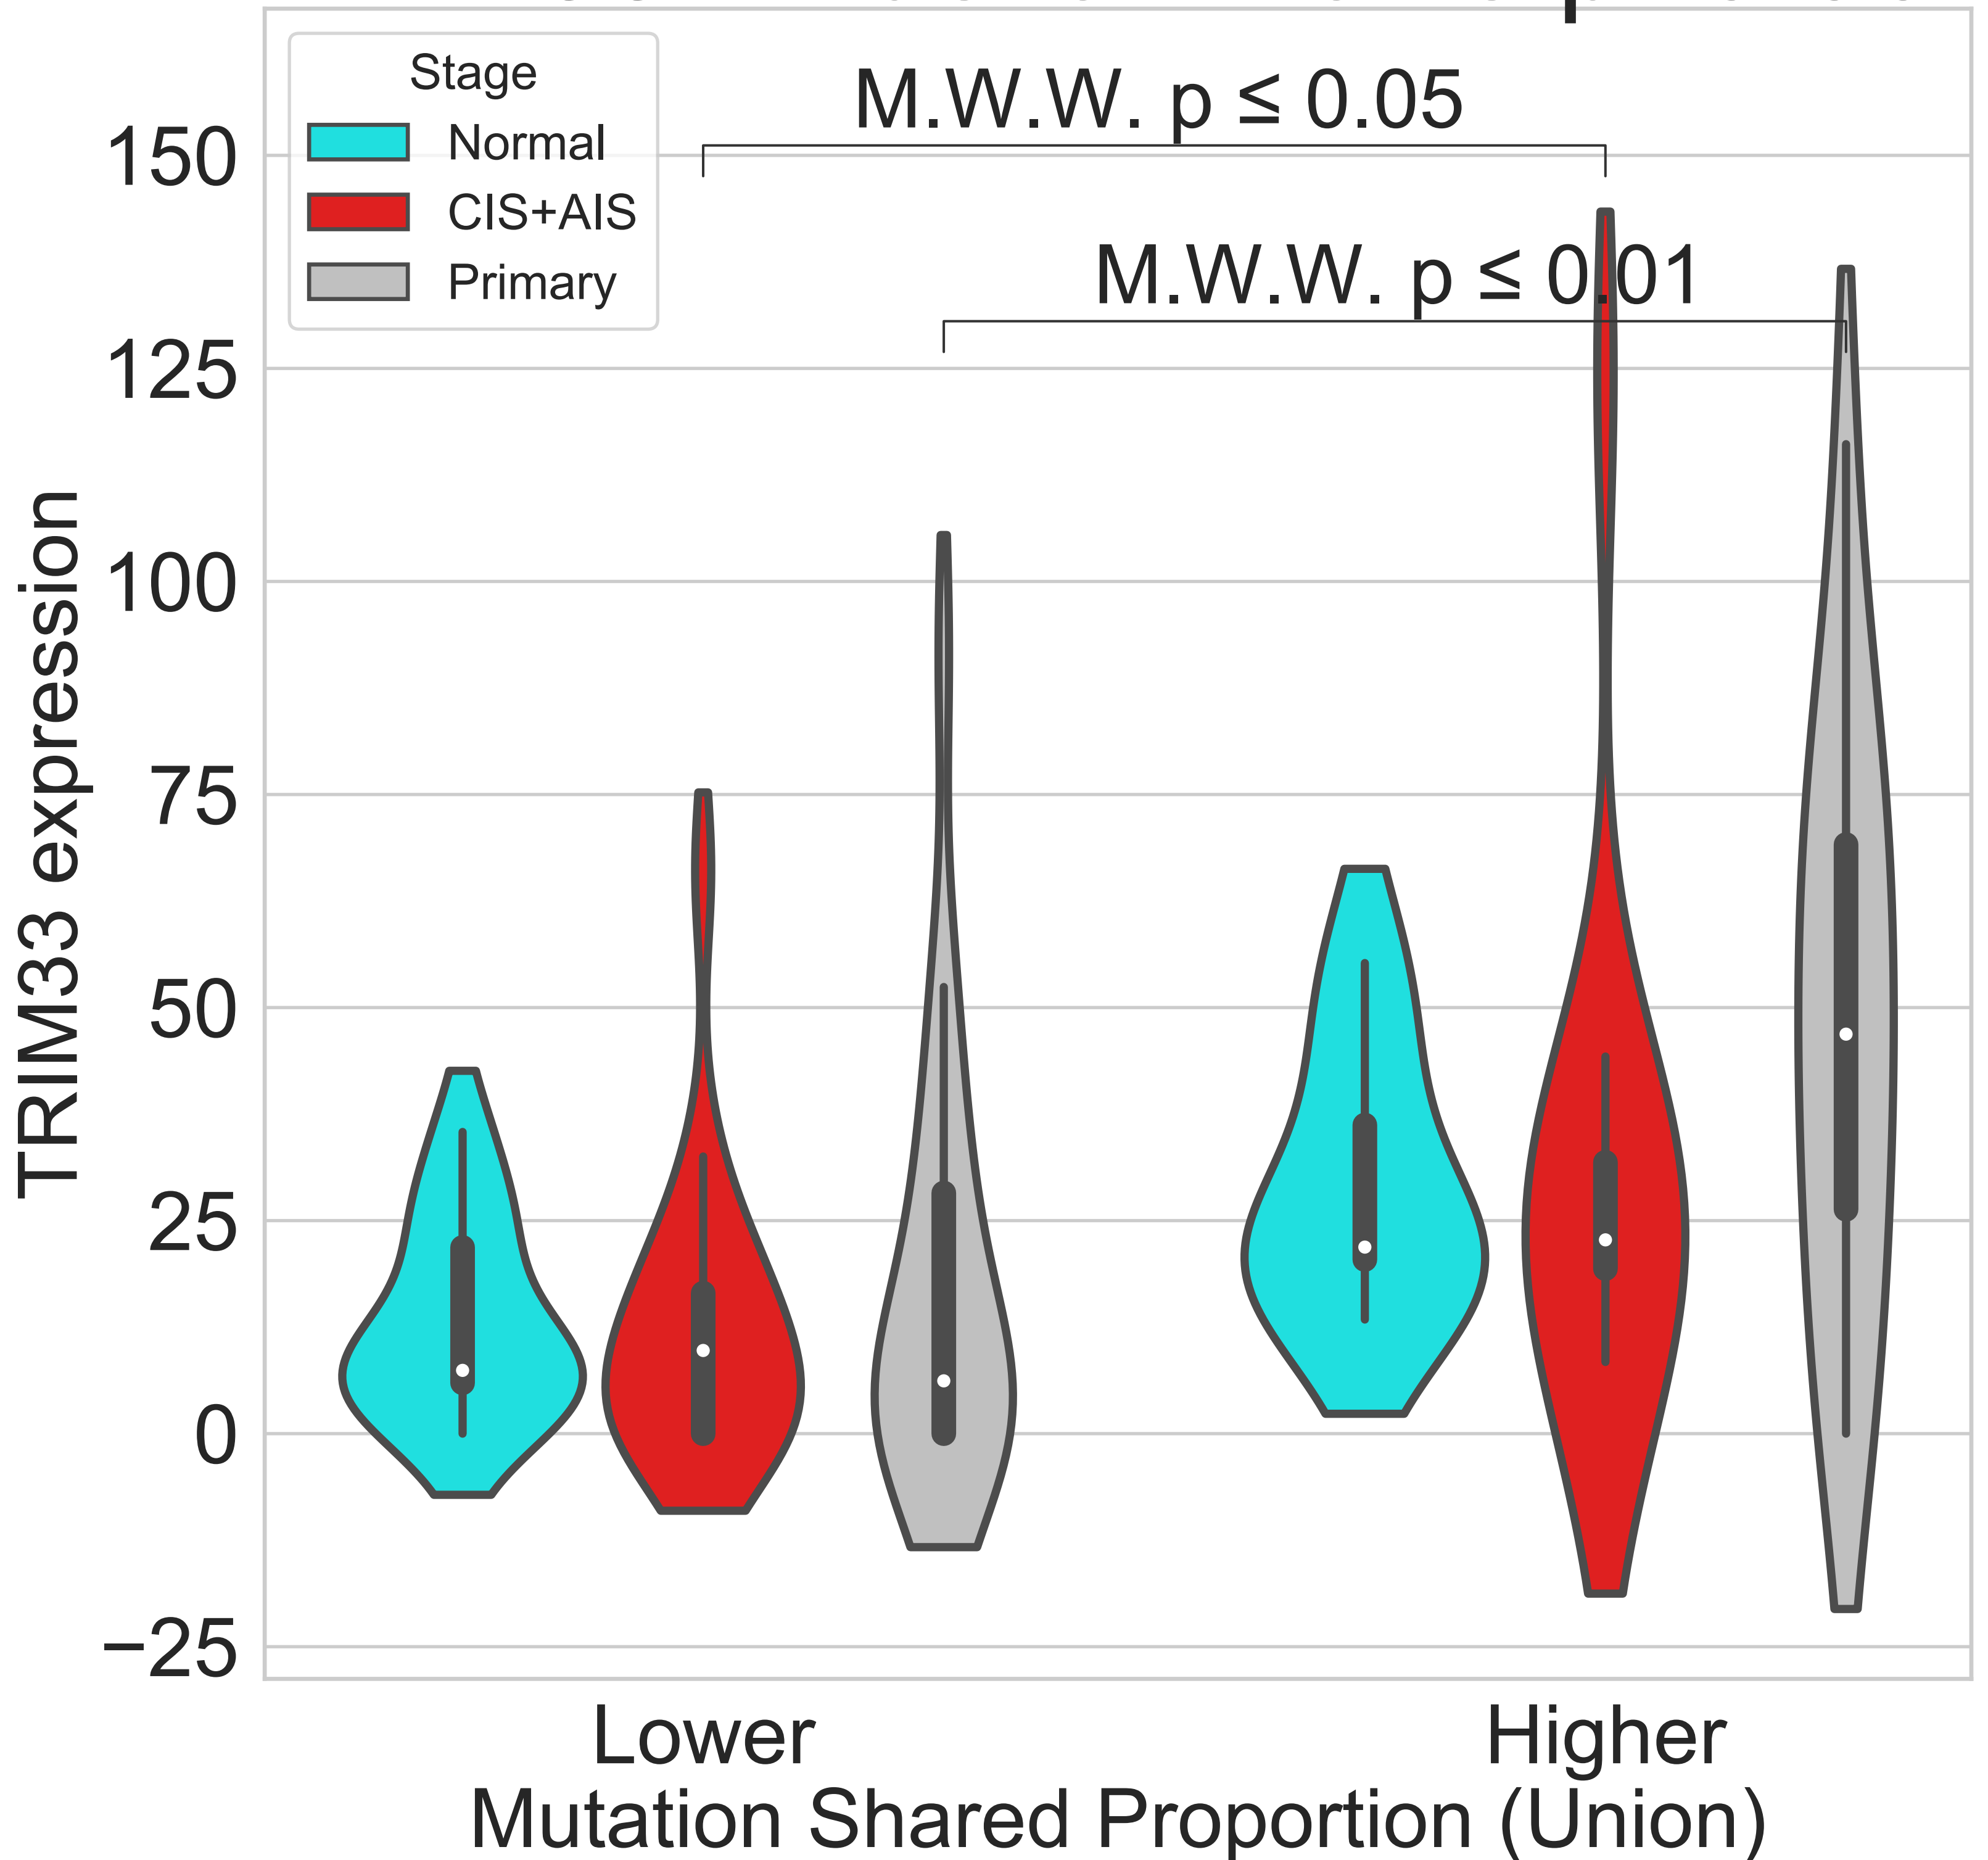 Stage
Normal
CIS+AIS
Primary
M.W.W. p ≤ 0.05
M.W.W. p ≤ 0.01
150
125
100
75
50
25
0
−25
TRIM33 expression
Lower
Higher
Mutation Shared Proportion (Union)